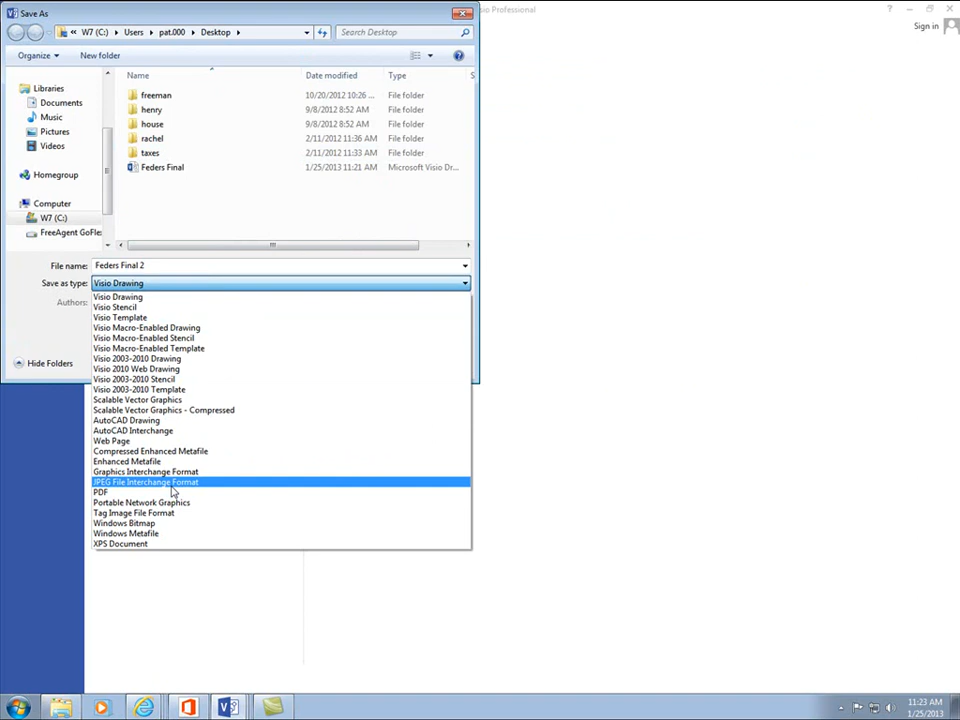 Save As
sio Professional
?
Sign in
« W7 (C:) ▸ Users ▸ pat.000 ▸ Desktop ▸
Search Desktop
Organize
New folder
Name
Date modified
Type
S
Libraries
Documents
Music
Pictures
Videos
Homegroup
Computer
W7 (C:)
FreeAgent GoFle
freeman 10/20/2012 10:26 ... File folder
henry 9/8/2012 8:52 AM File folder
house 9/8/2012 8:52 AM File folder
rachel 2/11/2012 11:36 AM File folder
taxes 2/11/2012 11:33 AM File folder
Feders Final 1/25/2013 11:21 AM Microsoft Visio Dr...
File name: Feders Final 2
Save as type: Visio Drawing
Authors:
Hide Folders
Visio Drawing
Visio Stencil
Visio Template
Visio Macro-Enabled Drawing
Visio Macro-Enabled Stencil
Visio Macro-Enabled Template
Visio 2003-2010 Drawing
Visio 2010 Web Drawing
Visio 2003-2010 Stencil
Visio 2003-2010 Template
Scalable Vector Graphics
Scalable Vector Graphics - Compressed
AutoCAD Drawing
AutoCAD Interchange
Web Page
Compressed Enhanced Metafile
Enhanced Metafile
Graphics Interchange Format
JPEG File Interchange Format
PDF
Portable Network Graphics
Tag Image File Format
Windows Bitmap
Windows Metafile
XPS Document
11:23 AM
1/25/2013